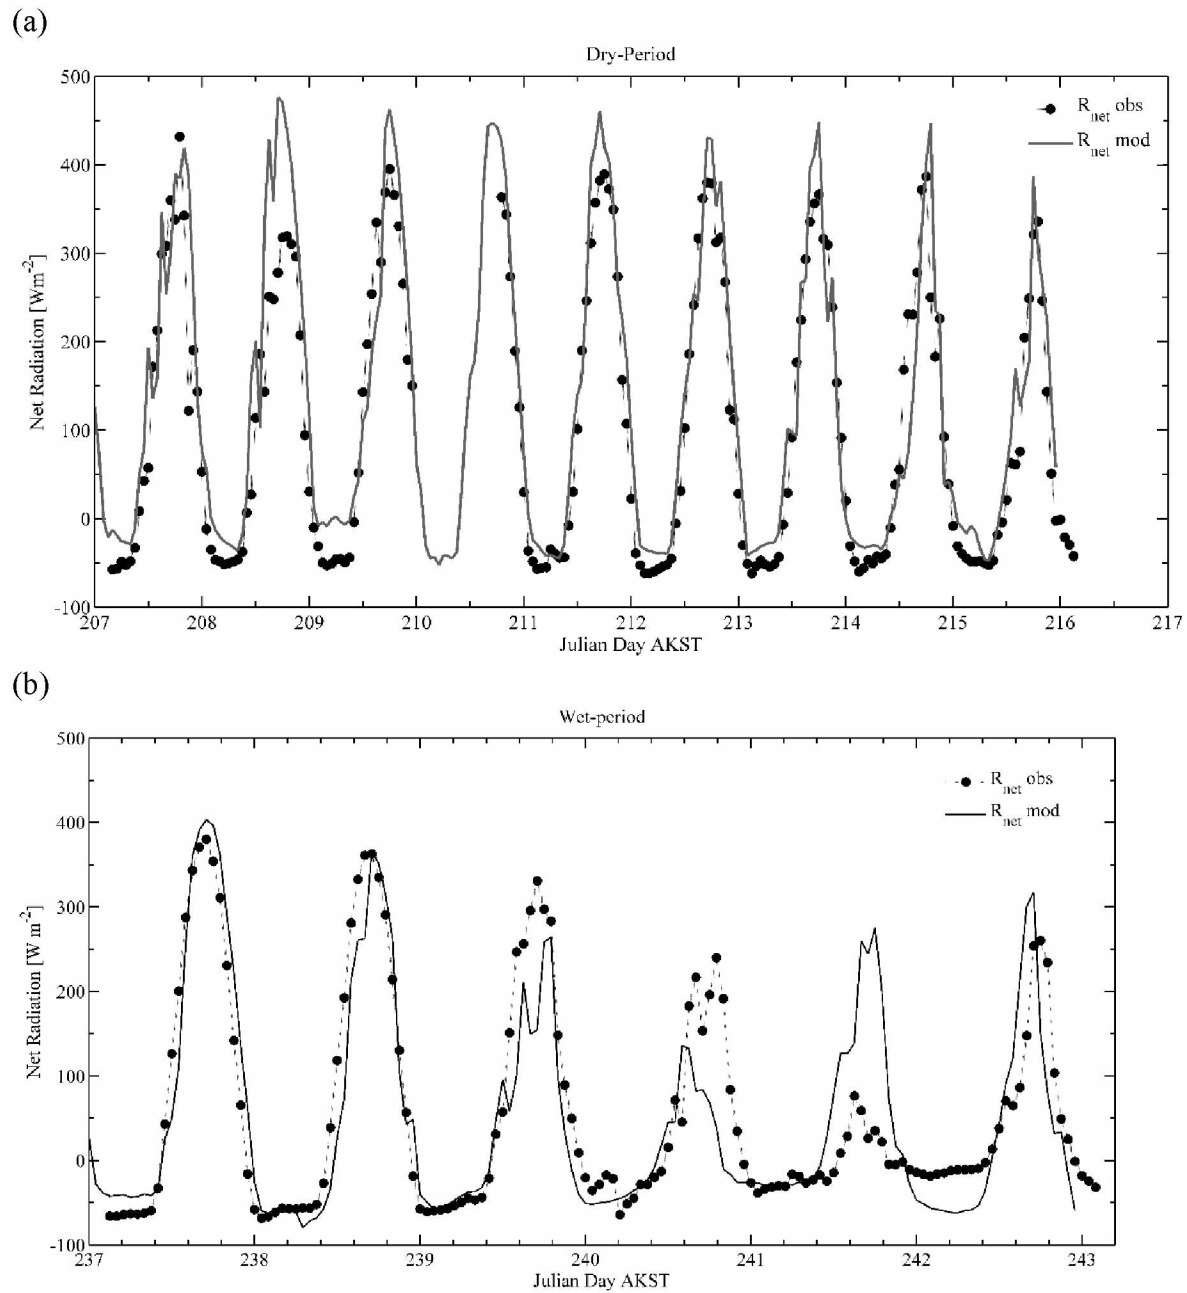 (a)
Dry-Period
500
400
300
200
100
0
-100
Net Radiation [Wm-2]
Rnet obs
Rnet mod
207 208 209 210 211 212 213 214 215 216 217
Julian Day AKST
(b)
Wet-period
500
400
300
200
100
0
-100
Net Radiation [W m-2]
Rnet obs
Rnet mod
237 238 239 240 241 242 243
Julian Day AKST